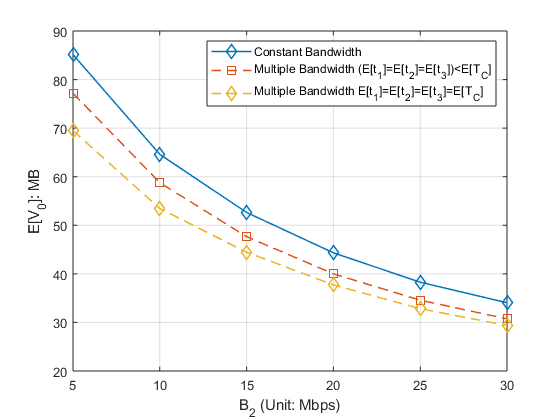 90
80
70
60
50
40
30
20
E[V0]: MB
Constant Bandwidth
Multiple Bandwidth (E[t1]=E[t2]=E[t3])<E[TC]
Multiple Bandwidth E[t1]=E[t2]=E[t3]=E[TC]
5 10 15 20 25 30
B2 (Unit: Mbps)